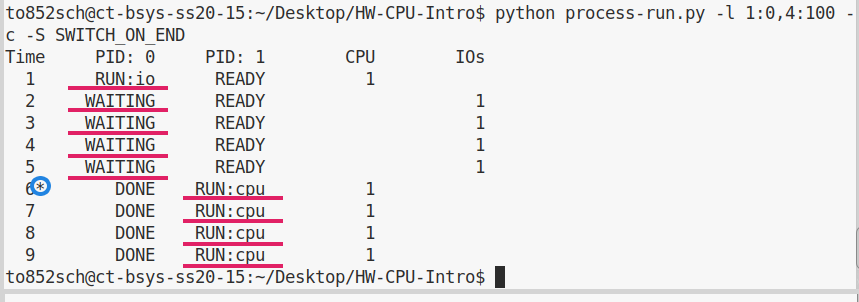 to852sch@ct-bsys-ss20-15:~/Desktop/HW-CPU-Intro$ python process-run.py -l 1:0,4:100 -
c -S SWITCH_ON_END
Time PID: 0 PID: 1 CPU IOs
1 RUN:io READY 1
2 WAITING READY 1
3 WAITING READY 1
4 WAITING READY 1
5 WAITING READY 1
6* DONE RUN:cpu 1
7 DONE RUN:cpu 1
8 DONE RUN:cpu 1
9 DONE RUN:cpu 1
to852sch@ct-bsys-ss20-15:~/Desktop/HW-CPU-Intro$